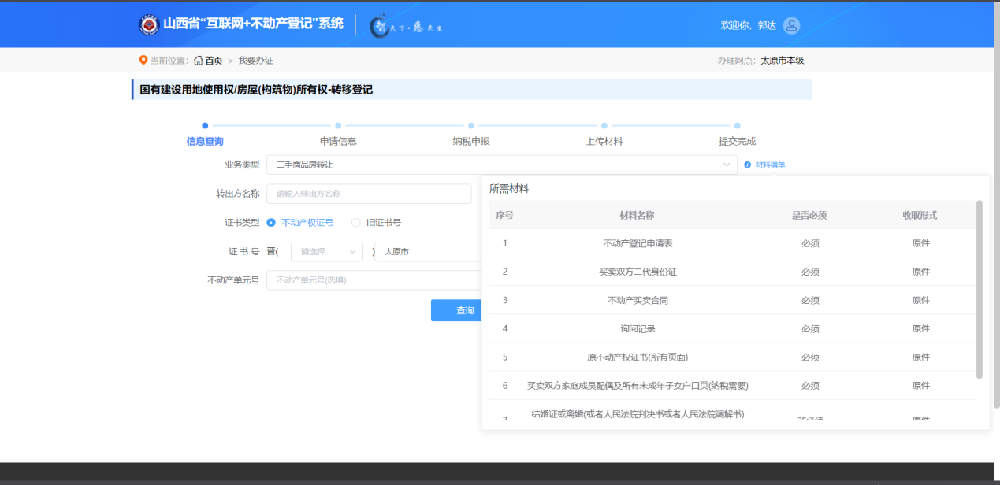 山西省“互联网+不动产登记”系统
智天下·惠先生
欢迎你, 郭达
当前位置: 首页 > 我要办证
办理网点: 太原市本级
国有建设用地使用权/房屋(构筑物)所有权-转移登记
信息查询 申请信息 纳税申报 上传材料 提交完成
业务类型 二手商品房转让 材料清单
转出方名称 请输入转出方名称
证书类型 不动产权证号 旧证书号
证 书 号 晋( 请选择 ) 太原市
不动产单元号 不动产单元号(选填)
查询
所需材料
序号 材料名称 是否必须 收取形式
1 不动产登记申请表 必须 原件
2 买卖双方二代身份证 必须 原件
3 不动产买卖合同 必须 原件
4 询问记录 必须 原件
5 原不动产权证书(所有页面) 必须 原件
6 买卖双方家庭成员配偶及所有未成年子女户口页(纳税需要) 必须 原件
结婚证或离婚(或者人民法院判决书或者人民法院调解书)